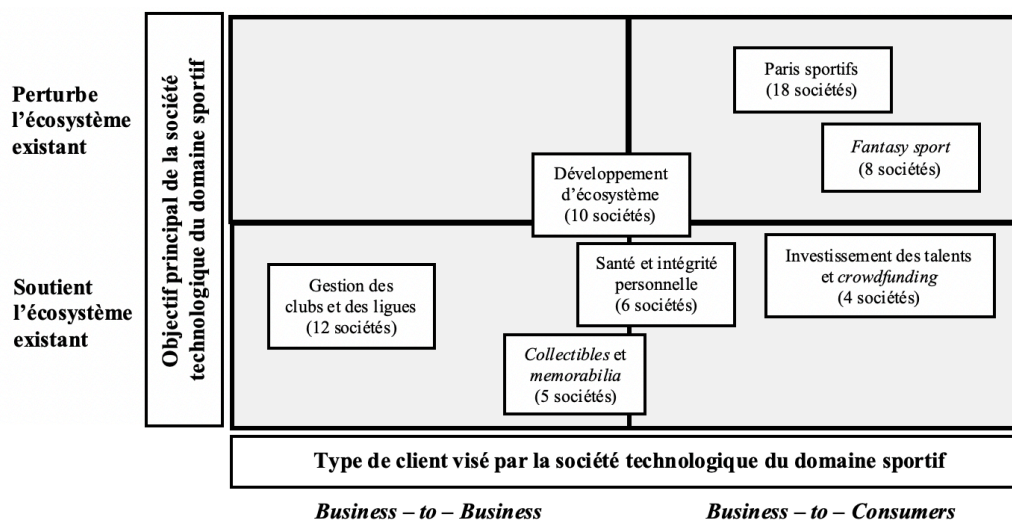 Perturbe
l'écosystème
existant
Soutient
l'écosystème
existant
Objectif principal de la société
technologique du domaine sportif
Paris sportifs
(18 sociétés)
Fantasy sport
(8 sociétés)
Développement
d'écosystème
(10 sociétés)
Gestion des
clubs et des ligues
(12 sociétés)
Santé et intégrité
personnelle
(6 sociétés)
Investissement des talents
et crowdfunding
(4 sociétés)
Collectibles et
memorabilia
(5 sociétés)
Type de client visé par la société technologique du domaine sportif
Business – to – Business
Business – to – Consumers